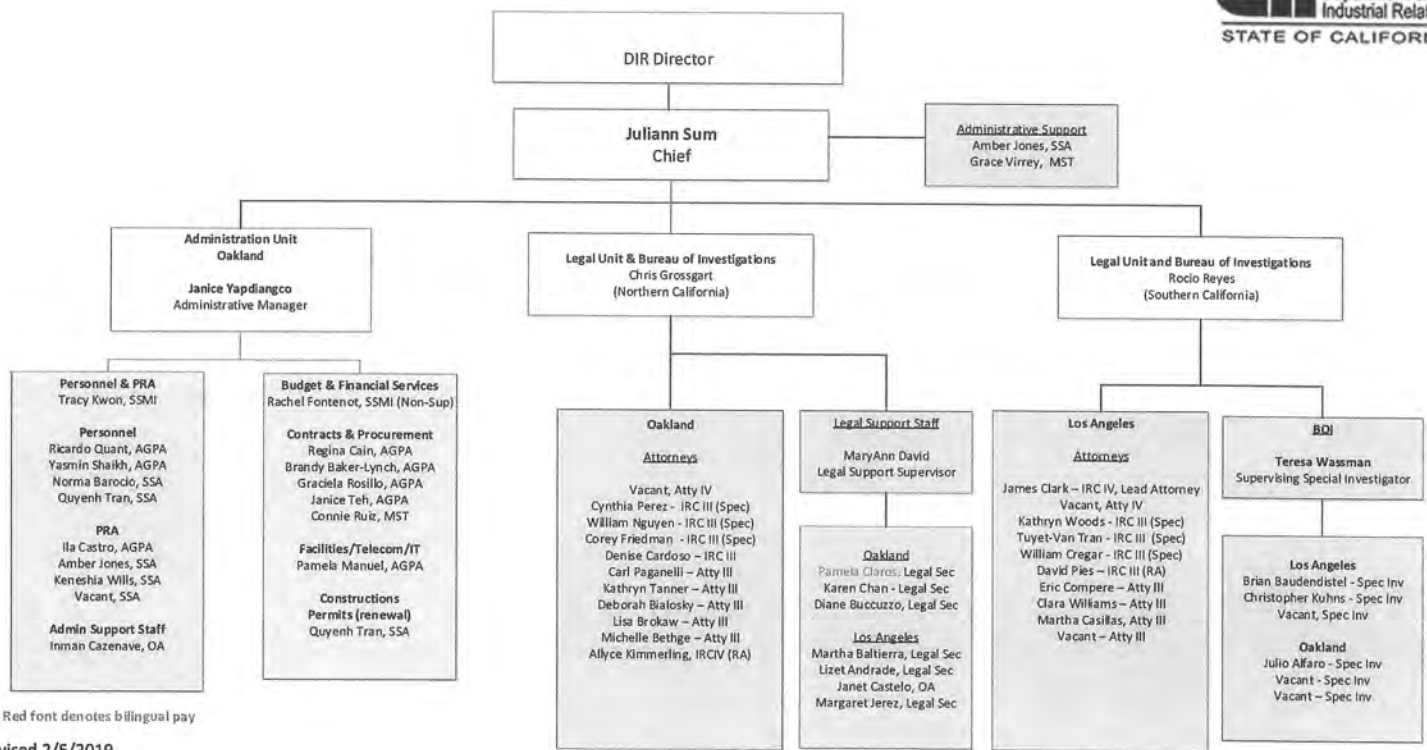 Industrial Relat
STATE OF CALIFOR
DIR Director
Juliann Sum
Chief
Administrative Support
Amber Jones, SSA
Grace Virrey, MST
Administration Unit
Oakland
Janice Yapdiangco
Administrative Manager
Legal Unit & Bureau of Investigations
Chris Grossgart
(Northern California)
Legal Unit and Bureau of Investigations
Rocio Reyes
(Southern California)
Personnel & PRA
Tracy Kwon, SSMI
Personnel
Ricardo Quant, AGPA
Yasmin Shaikh, AGPA
Norma Barocio, SSA
Quyenh Tran, SSA
PRA
Ila Castro, AGPA
Amber Jones, SSA
Keneshia Wills, SSA
Vacant, SSA
Admin Support Staff
Inman Cazenave, OA
Budget & Financial Services
Rachel Fontenot, SSMI (Non-Sup)
Contracts & Procurement
Regina Cain, AGPA
Brandy Baker-Lynch, AGPA
Graciela Rosillo, AGPA
Janice Teh, AGPA
Connie Ruiz, MST
Facilities/Telecom/IT
Pamela Manuel, AGPA
Constructions
Permits (renewal)
Quyenh Tran, SSA
Oakland
Attorneys
Vacant, Atty IV
Cynthia Perez - IRC III (Spec)
William Nguyen - IRC III (Spec)
Corey Friedman - IRC III (Spec)
Denise Cardoso – IRC III
Carl Paganelli – Atty III
Kathryn Tanner – Atty III
Deborah Bialosky – Atty III
Lisa Brokaw – Atty III
Michelle Bethge – Atty III
Allyce Kimmerling, IRCIV (RA)
Legal Support Staff
MaryAnn David
Legal Support Supervisor
Oakland
Pamela Claros, Legal Sec
Karen Chan - Legal Sec
Diane Buccuzzo, Legal Sec
Los Angeles
Martha Baltierra, Legal Sec
Lizet Andrade, Legal Sec
Janet Castelo, OA
Margaret Jerez, Legal Sec
Los Angeles
Attorneys
James Clark – IRC IV, Lead Attorney
Vacant, Atty IV
Kathryn Woods - IRC III (Spec)
Tuyet-Van Tran - IRC III (Spec)
William Cregar - IRC III (Spec)
David Pies – IRC III (RA)
Eric Compere – Atty III
Clara Williams – Atty III
Martha Casillas, Atty III
Vacant – Atty III
BOI
Teresa Wassman
Supervising Special Investigator
Los Angeles
Brian Baudendistel - Spec Inv
Christopher Kuhns - Spec Inv
Vacant, Spec Inv
Oakland
Julio Alfaro - Spec Inv
Vacant - Spec Inv
Vacant – Spec Inv
Red font denotes bilingual pay
vised 2/5/2019